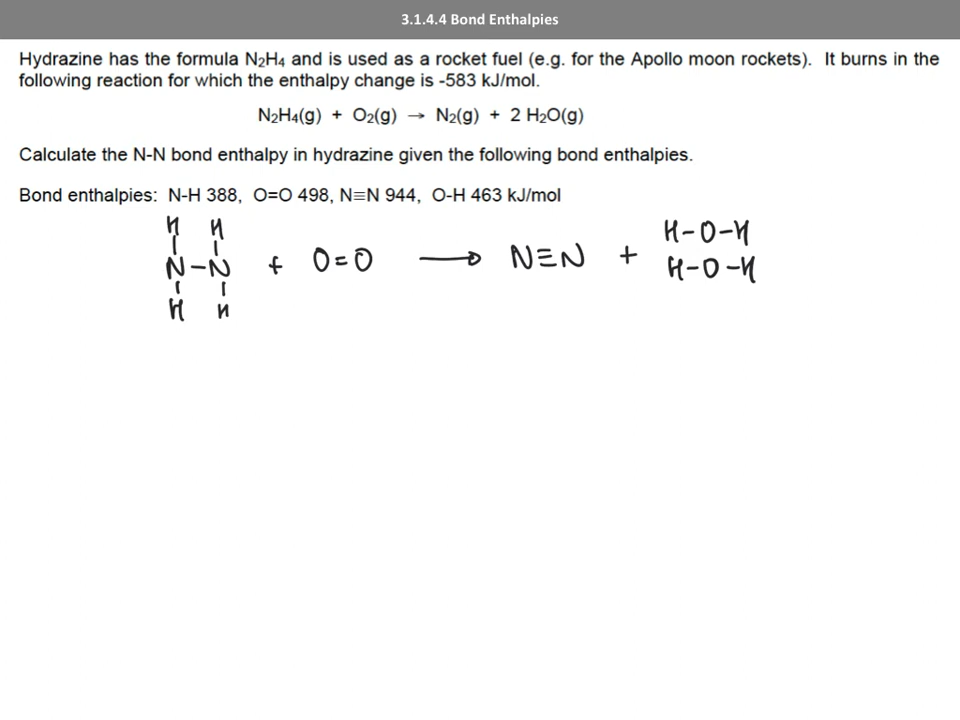 3.1.4.4 Bond Enthalpies
Hydrazine has the formula N2H4 and is used as a rocket fuel (e.g. for the Apollo moon rockets). It burns in the
following reaction for which the enthalpy change is -583 kJ/mol.
N2H4(g) + O2(g) → N2(g) + 2 H2O(g)
Calculate the N-N bond enthalpy in hydrazine given the following bond enthalpies.
Bond enthalpies: N-H 388, O=O 498, N≡N 944, O-H 463 kJ/mol
H H
N-N + O=O → N≡N + H-O-H
H-O-H
H H